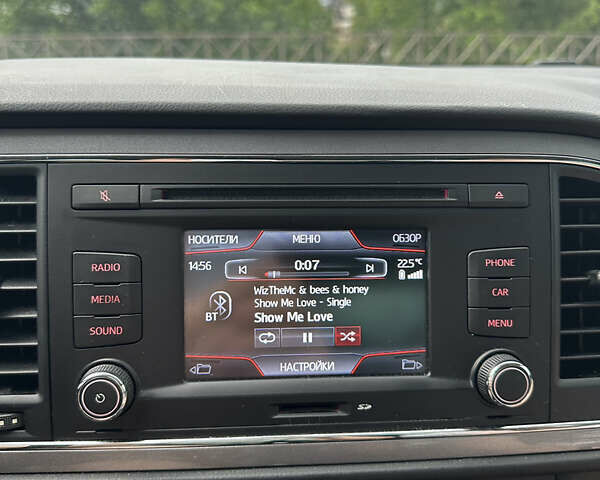 НОСИТЕЛИ МЕНЮ ОБЗОР
14:56 0:07 22.5°C
WizTheMc & bees & honey
Show Me Love - Single
BT Show Me Love
НАСТРОЙКИ
RADIO
MEDIA
SOUND
PHONE
CAR
MENU
SD